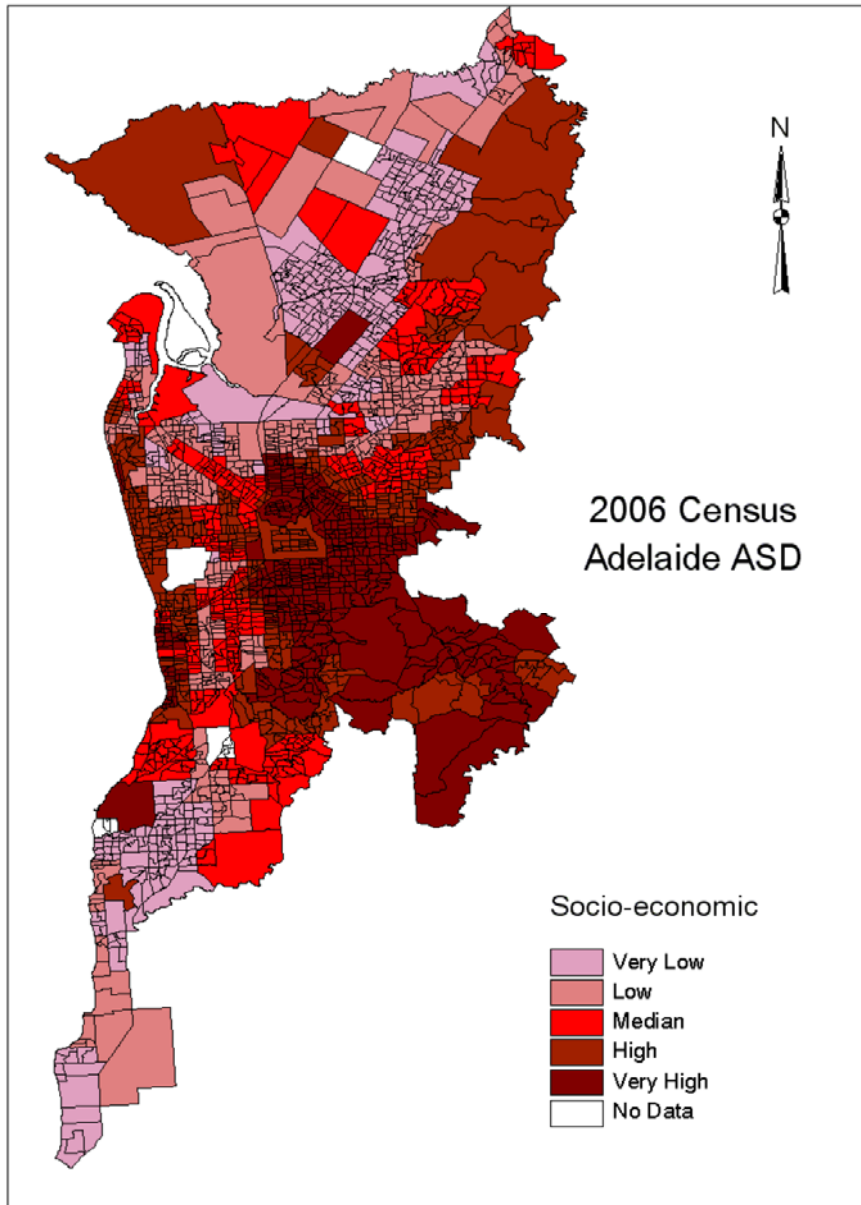 N
2006 Census
Adelaide ASD
Socio-economic
Very Low
Low
Median
High
Very High
No Data